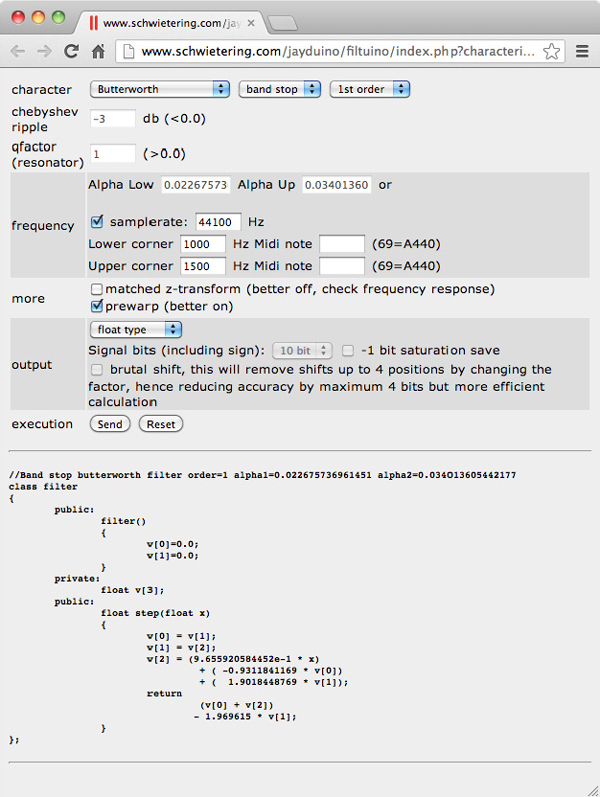 www.schwietering.com/jay
www.schwietering.com/jayduino/filtuino/index.php?characteri...
character Butterworth band stop 1st order
chebyshev ripple -3 db (<0.0)
qfactor (resonator) 1 (>0.0)
Alpha Low 0.02267573 Alpha Up 0.03401360 or
frequency samplerate: 44100 Hz
Lower corner 1000 Hz Midi note (69=A440)
Upper corner 1500 Hz Midi note (69=A440)
more matched z-transform (better off, check frequency response)
prewarp (better on)
float type
output Signal bits (including sign): 10 bit -1 bit saturation save
brutal shift, this will remove shifts up to 4 positions by changing the
factor, hence reducing accuracy by maximum 4 bits but more efficient
calculation
execution Send Reset
//Band stop butterworth filter order=1 alpha1=0.022675736961451 alpha2=0.034013605442177
class filter
{
public:
filter()
{
v[0]=0.0;
v[1]=0.0;
}
private:
float v[3];
public:
float step(float x)
{
v[0] = v[1];
v[1] = v[2];
v[2] = (9.655920584452e-1 * x)
+ ( -0.9311841169 * v[0])
+ ( 1.9018448769 * v[1]);
return
(v[0] + v[2])
- 1.969615 * v[1];
}
};